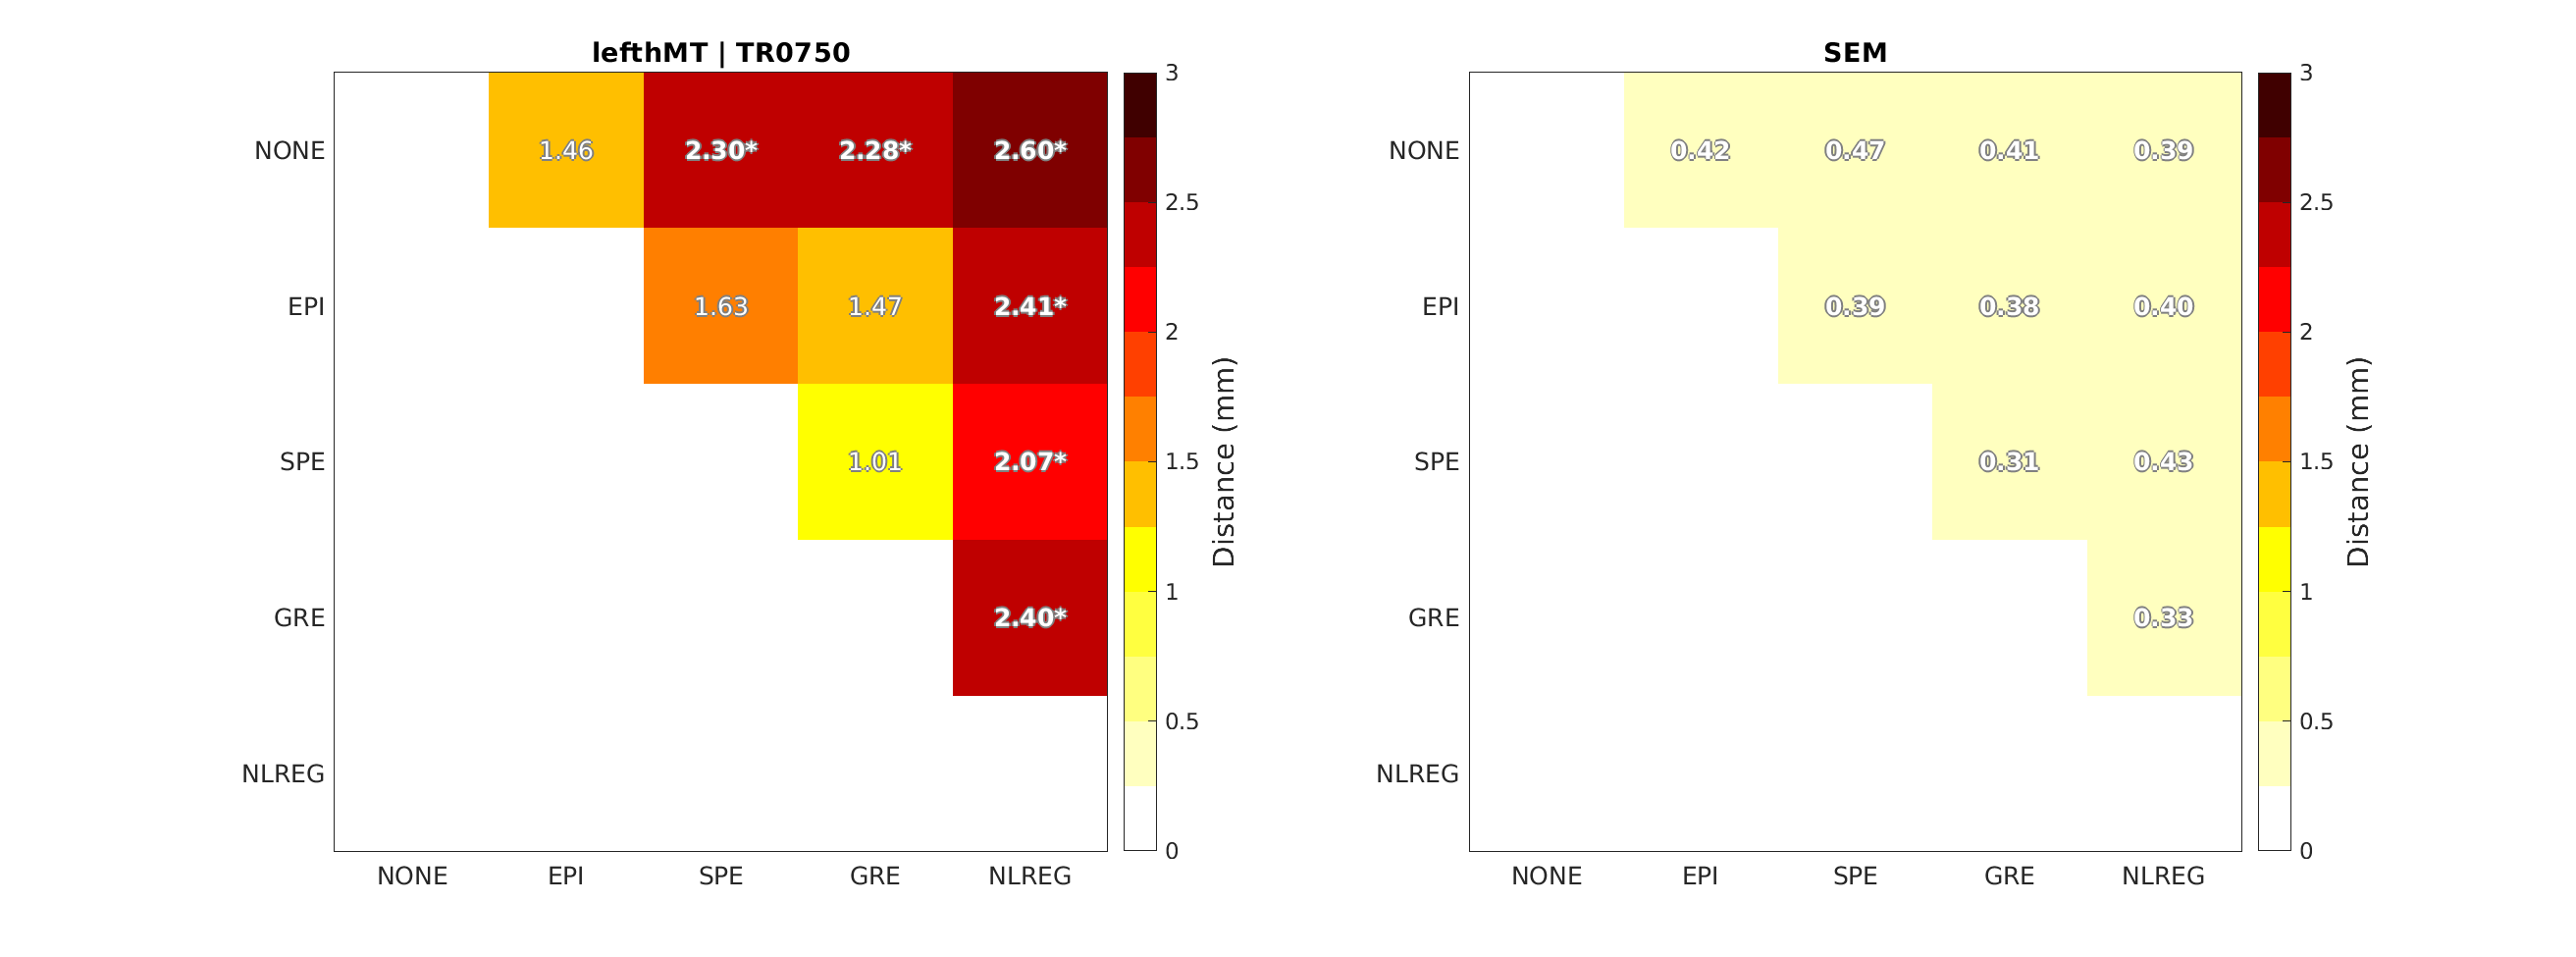 lefthMT | TR0750
NONE 1.46 2.30* 2.28* 2.60*
EPI 1.63 1.47 2.41*
SPE 1.01 2.07*
GRE 2.40*
NLREG
NONE EPI SPE GRE NLREG
3
2.5
2
1.5
1
0.5
0
Distance (mm)
SEM
NONE 0.42 0.47 0.41 0.39
EPI 0.39 0.38 0.40
SPE 0.31 0.43
GRE 0.33
NLREG
NONE EPI SPE GRE NLREG
3
2.5
2
1.5
1
0.5
0
Distance (mm)